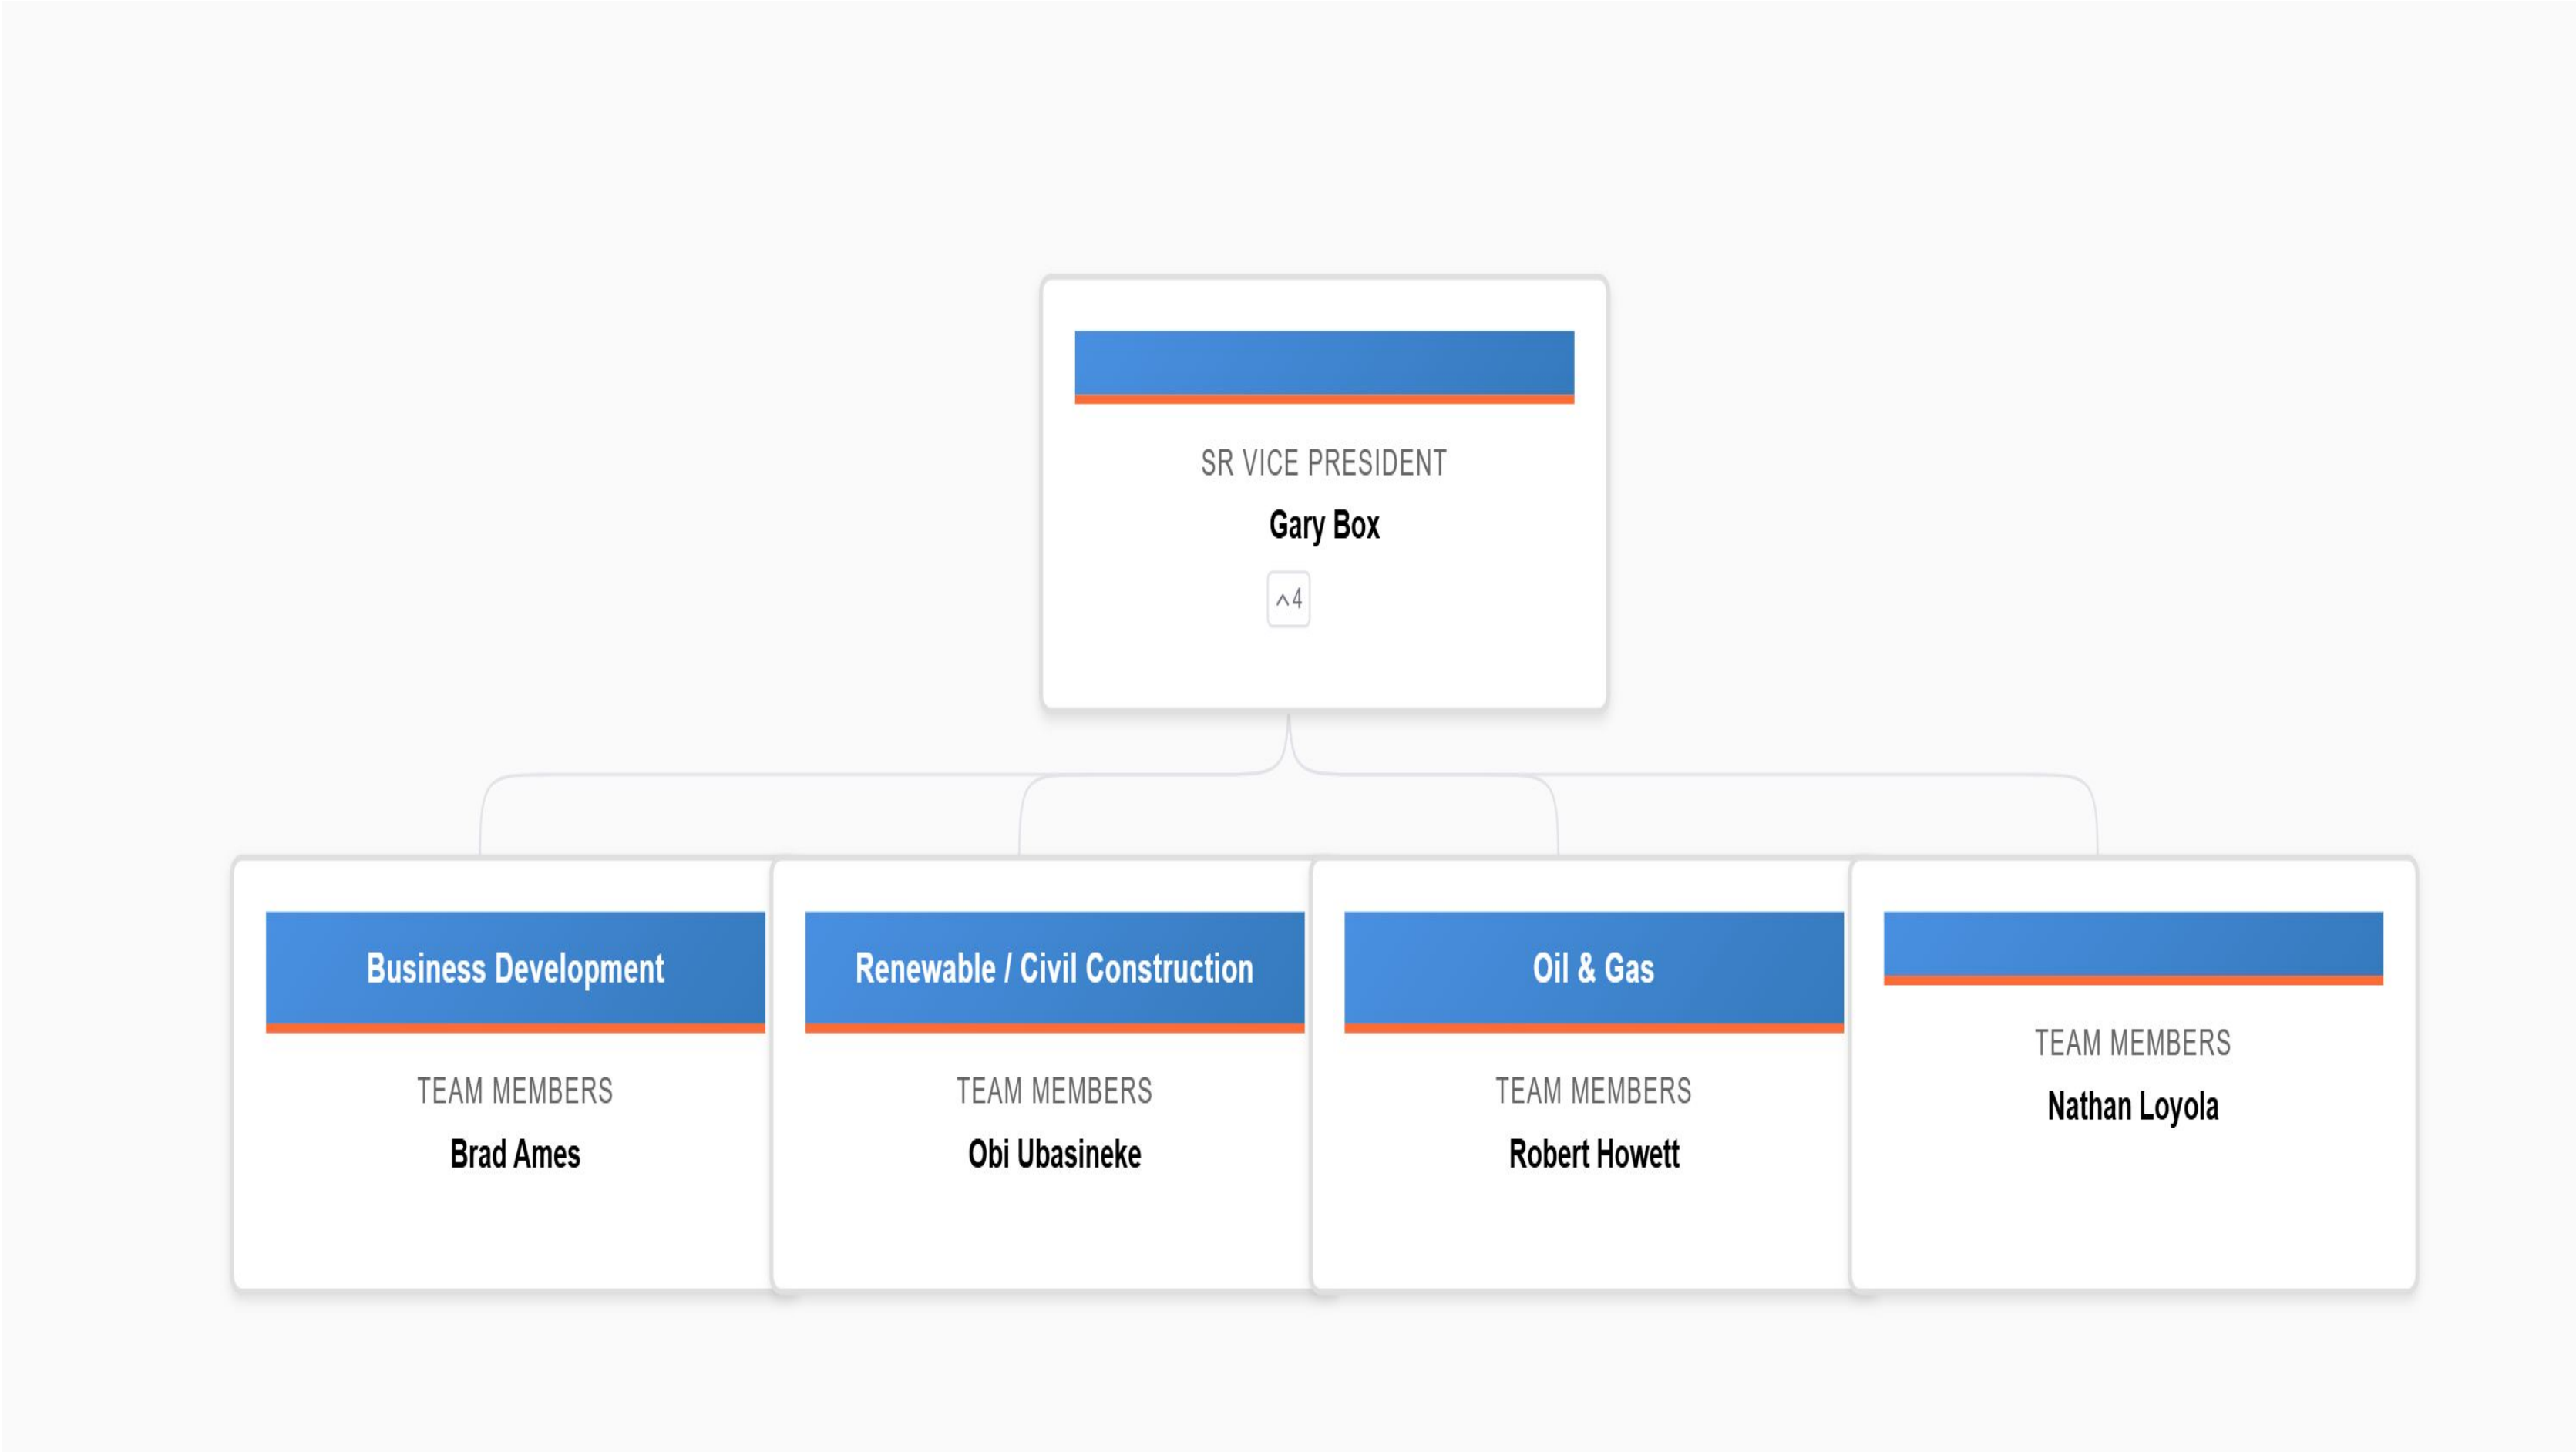 SR VICE PRESIDENT
Gary Box
4
Business Development
TEAM MEMBERS
Brad Ames
Renewable / Civil Construction
TEAM MEMBERS
Obi Ubasineke
Oil & Gas
TEAM MEMBERS
Robert Howett
TEAM MEMBERS
Nathan Loyola